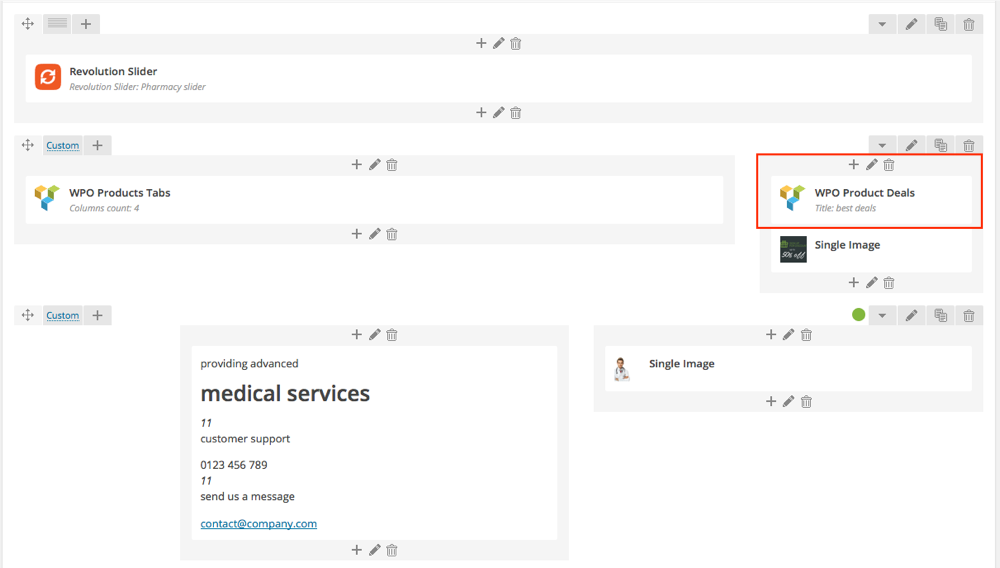 Revolution Slider
Revolution Slider: Pharmacy slider
Custom
WPO Products Tabs
Columns count: 4
WPO Product Deals
Title: best deals
50% off
Single Image
Custom
providing advanced
medical services
11
customer support
0123 456 789
11
send us a message
contact@company.com
Single Image